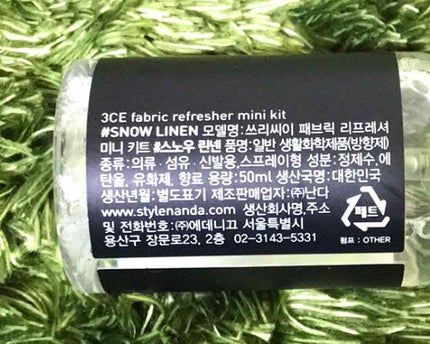 3CE fabric refresher mini kit
#SNOW LINEN 모델명:쓰리씨이 패브릭 리프레셔
미니 키트 #스노우 린넨 품명:일반 생활화학제품(방향제)
종류:의류·섬유·신발용,스프레이형 성분:정제수,에
탄올, 유화제, 향료 용량:50ml 생산국명:대한민국
생산년월:별도표기 제조판매업자:㈜난다
www.stylenanda.com 생산회사명,주소
및 전화번호:㈜에데니끄 서울특별시
용산구 장문로23, 2층 02-3143-5331
페트
펌프 : OTHER